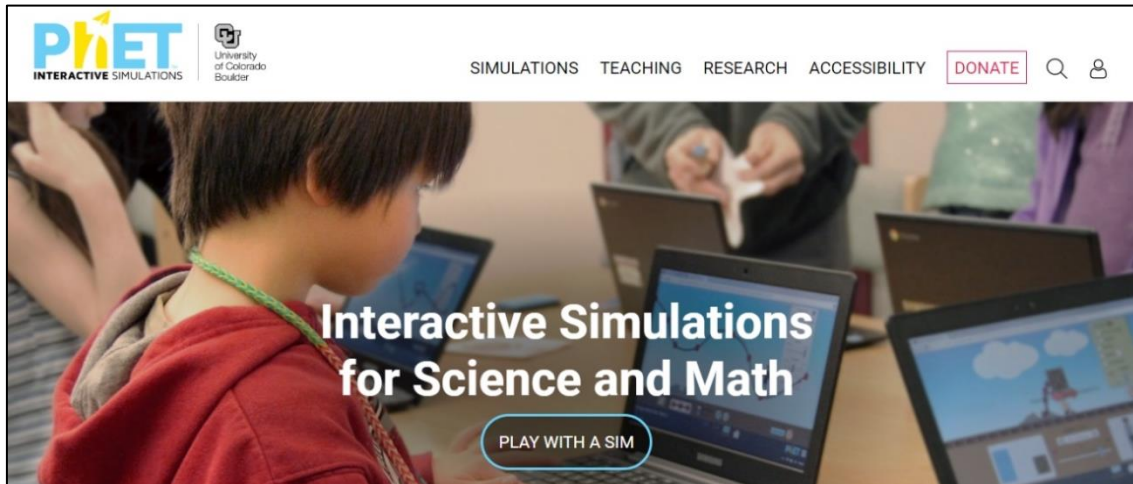 PhET
INTERACTIVE SIMULATIONS
University
of Colorado
Boulder
SIMULATIONS TEACHING RESEARCH ACCESSIBILITY DONATE
Interactive Simulations
for Science and Math
PLAY WITH A SIM